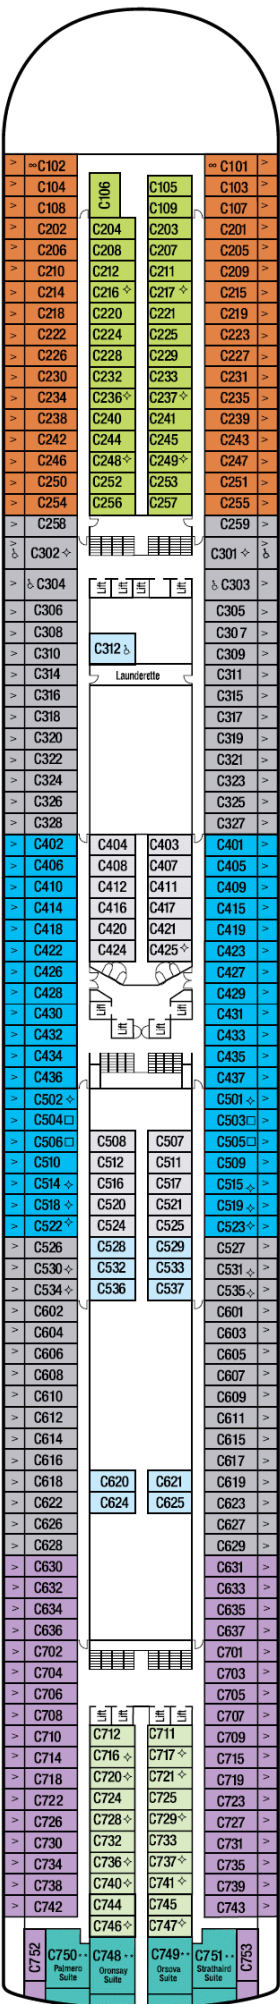 ∞C102 C106 ∞C101
C104 C105 C103
C108 C109 C107
C202 C204 C203 C201
C206 C208 C207 C205
C210 C212 C211 C209
C214 C216✧ C217✧ C215
C218 C220 C221 C219
C222 C224 C225 C223
C226 C228 C229 C227
C230 C232 C233 C231
C234 C236✧ C237✧ C235
C238 C240 C241 C239
C242 C244 C245 C243
C246 C248✧ C249✧ C247
C250 C252 C253 C251
C254 C256 C257 C255
C258 C259
C302✧ C301✧
C304 Lift Lift Lift Lift C303
C306 C305
C308 C307
C310 C312 C309
C314 Launderette C311
C316 C315
C318 C317
C320 C319
C322 C321
C324 C323
C326 C325
C328 C327
C402 C404 C403 C401
C406 C408 C407 C405
C410 C412 C411 C409
C414 C416 C417 C415
C418 C420 C421 C419
C422 C424 C425✧ C423
C426 C427
C428 Lift Lift C429
C430 Lift Lift C431
C432 C433
C434 C435
C436 C437
C502✧ C501✧
C504□ C503□
C506□ C508 C507 C505□
C510 C512 C511 C509
C514✧ C516 C517 C515✧
C518✧ C520 C521 C519✧
C522✧ C524 C525 C523✧
C526 C528 C529 C527
C530✧ C532 C533 C531✧
C534✧ C536 C537 C535✧
C602 C601
C604 C603
C606 C605
C608 C607
C610 C609
C612 C611
C614 C615
C616 C617
C618 C620 C621 C619
C622 C624 C625 C623
C626 C627
C628 C629
C630 C631
C632 C633
C634 C635
C636 C637
C702 C701
C704 C703
C706 C705
C708 Lift Lift Lift Lift C707
C710 C712 C711 C709
C714 C716✧ C717✧ C715
C718 C720✧ C721✧ C719
C722 C724 C725 C723
C726 C728✧ C729✧ C727
C730 C732 C733 C731
C734 C736✧ C737✧ C735
C738 C740✧ C741✧ C739
C742 C744 C745 C743
C746✧ C747✧
C752 C750•• C748•• C749•• C751•• C753
Palmero Oronsay Orsova Strathaird
Suite Suite Suite Suite